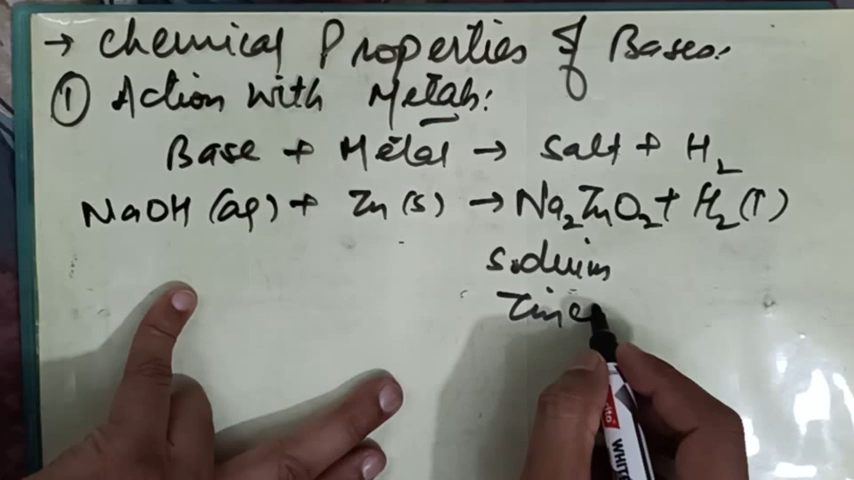 → Chemical Properties of Bases:
① Action with Metals:
Base + Metal → Salt + H₂
NaOH (aq) + Zn (s) → Na₂ZnO₂ + H₂(↑)
Sodium
Zinc
WHITE